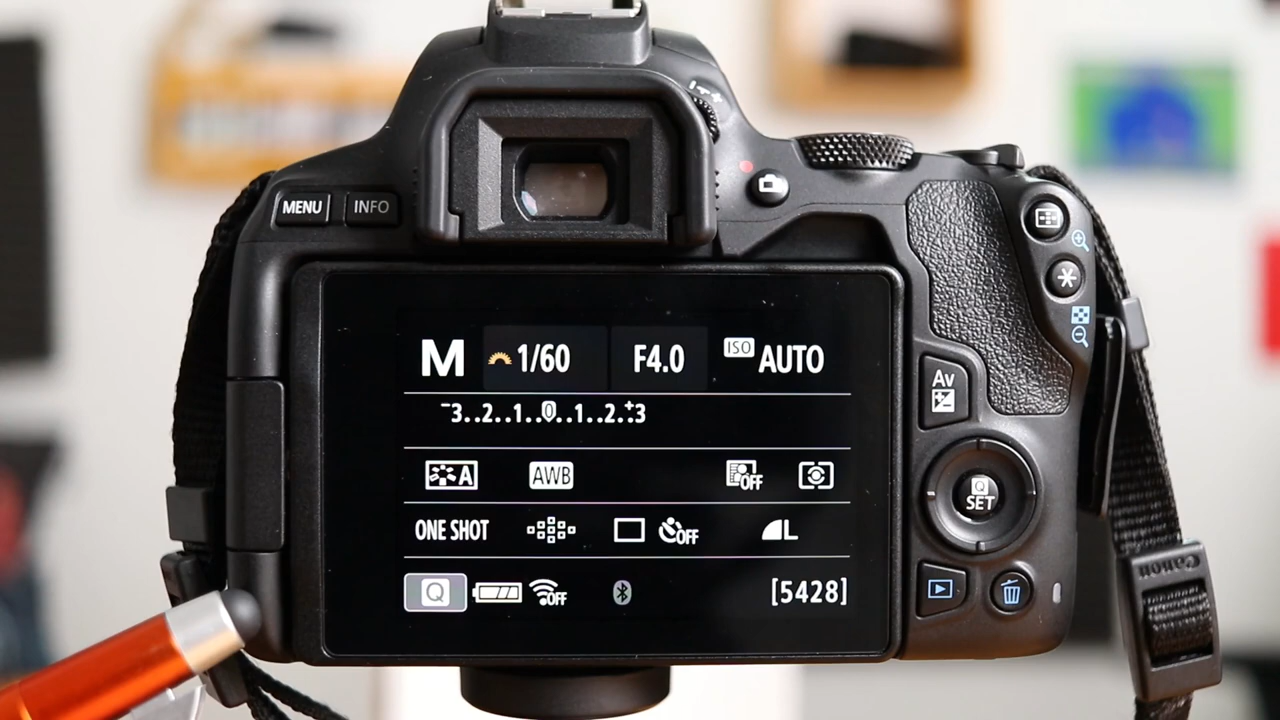 MENU INFO
M 1/60 F4.0 ISO AUTO
-3..2..1..0..1..2..+3
A AWB OFF
ONE SHOT OFF L
Q OFF [5428]
Av
Q
SET
Canon